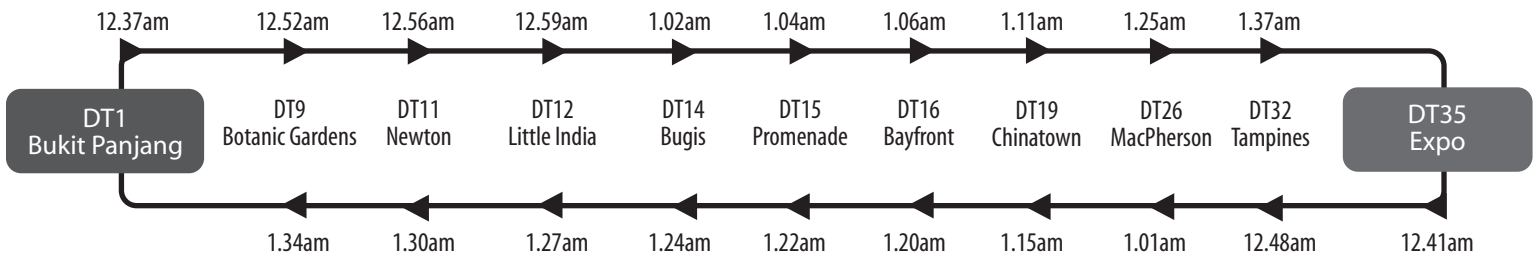 12.37am 12.52am 12.56am 12.59am 1.02am 1.04am 1.06am 1.11am 1.25am 1.37am
DT1
Bukit Panjang
DT9
Botanic Gardens
DT11
Newton
DT12
Little India
DT14
Bugis
DT15
Promenade
DT16
Bayfront
DT19
Chinatown
DT26
MacPherson
DT32
Tampines
DT35
Expo
1.34am 1.30am 1.27am 1.24am 1.22am 1.20am 1.15am 1.01am 12.48am 12.41am